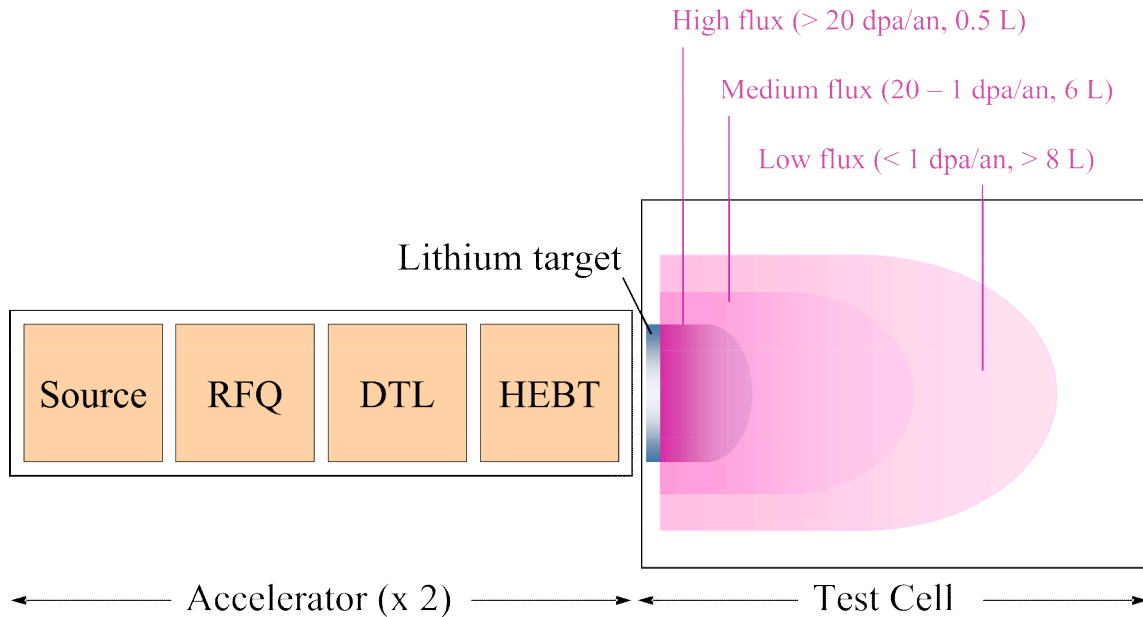 High flux (> 20 dpa/an, 0.5 L)
Medium flux (20 – 1 dpa/an, 6 L)
Low flux (< 1 dpa/an, > 8 L)
Lithium target
Source
RFQ
DTL
HEBT
Accelerator (x 2)
Test Cell